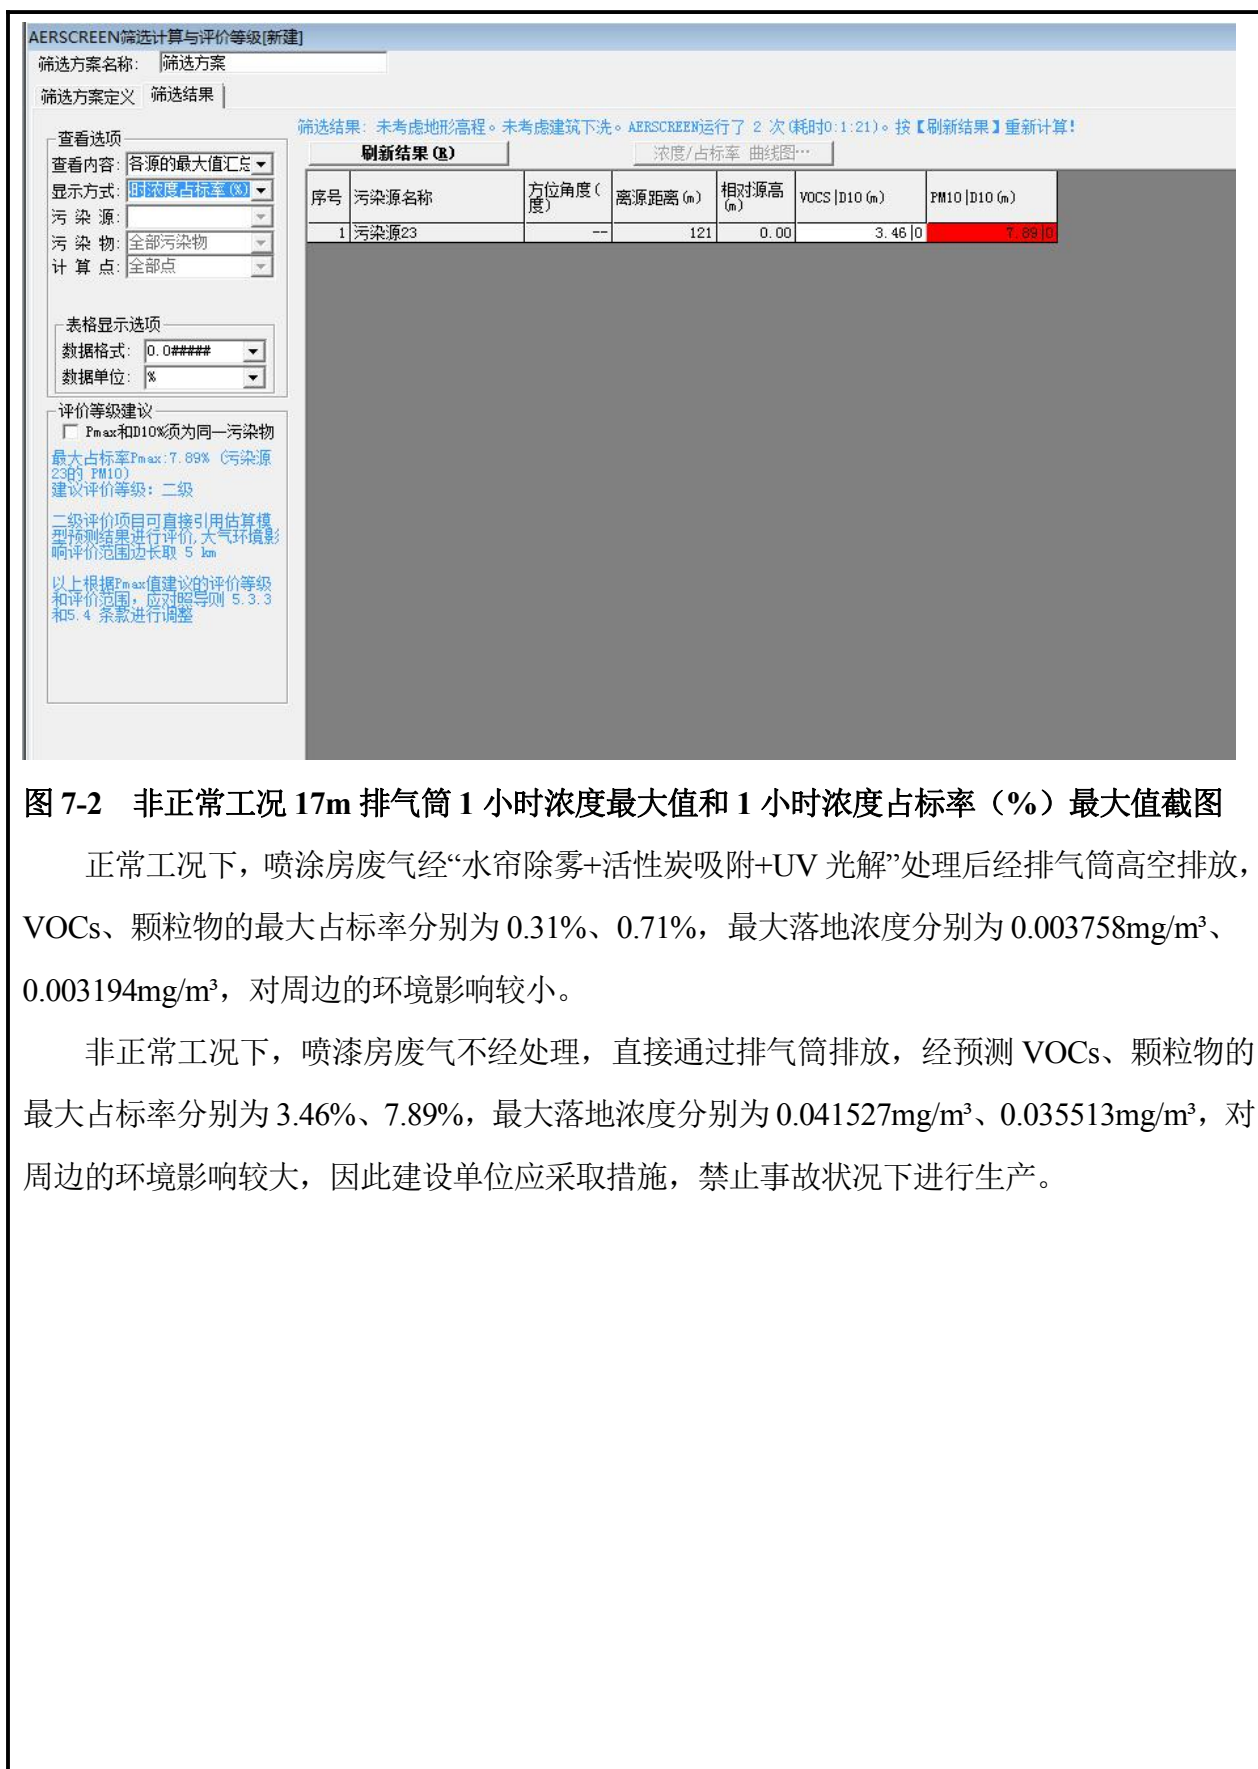 AERSCREEN筛选计算与评价等级[新建]
筛选方案名称: 筛选方案
筛选方案定义 筛选结果
筛选结果: 未考虑地形高程。未考虑建筑下洗。AERSCREEN运行了 2 次(耗时0:1:21)。按【刷新结果】重新计算!
查看选项
查看内容: 各源的最大值汇总
显示方式: 时浓度占标率(%)
污 染 源:
污 染 物: 全部污染物
计 算 点: 全部点
表格显示选项
数据格式: 0.0#####
数据单位: %
评价等级建议
Pmax和D10%须为同一污染物
最大占标率Pmax:7.89% (污染源
23的 PM10)
建议评价等级: 二级
二级评价项目可直接引用估算模
型预测结果进行评价,大气环境影
响评价范围边长取 5 km
以上根据Pmax值建议的评价等级
和评价范围, 应对照导则 5.3.3
和5.4 条款进行调整
刷新结果(R) 浓度/占标率 曲线图…
序号 污染源名称 方位角度(度) 离源距离(m) 相对源高(m) VOCS|D10(m) PM10|D10(m)
1 污染源23 -- 121 0.00 3.46|0 7.89|0
图 7-2 非正常工况 17m 排气筒 1 小时浓度最大值和 1 小时浓度占标率（%）最大值截图
正常工况下，喷涂房废气经“水帘除雾+活性炭吸附+UV 光解”处理后经排气筒高空排放，
VOCs、颗粒物的最大占标率分别为 0.31%、0.71%，最大落地浓度分别为 0.003758mg/m³、
0.003194mg/m³，对周边的环境影响较小。
非正常工况下，喷漆房废气不经处理，直接通过排气筒排放，经预测 VOCs、颗粒物的
最大占标率分别为 3.46%、7.89%，最大落地浓度分别为 0.041527mg/m³、0.035513mg/m³，对
周边的环境影响较大，因此建设单位应采取措施，禁止事故状况下进行生产。